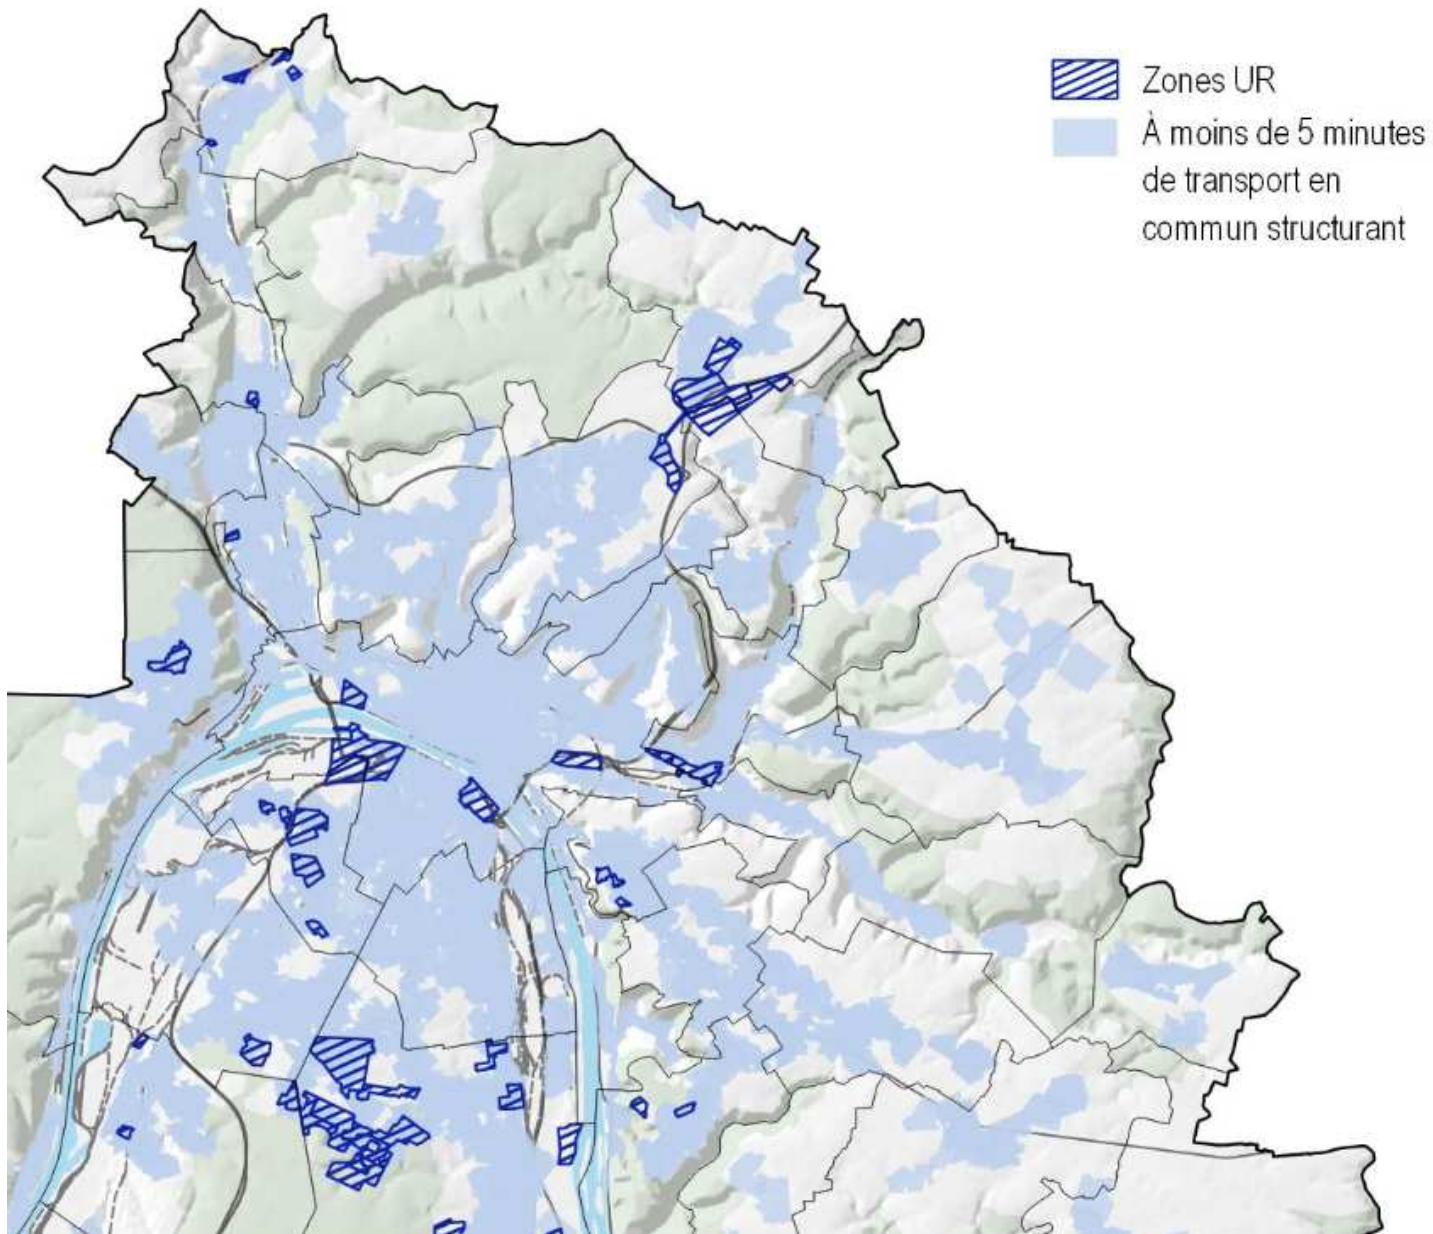 Zones UR
À moins de 5 minutes
de transport en
commun structurant